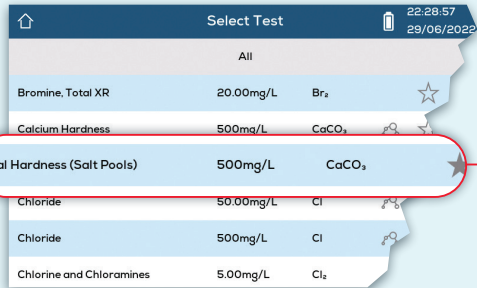 Select Test
22:28:57
29/06/2022
All
Bromine, Total XR 20.00mg/L Br₂
Calcium Hardness 500mg/L CaCO₃
Hardness (Salt Pools) 500mg/L CaCO₃
Chloride 50.00mg/L Cl
Chloride 500mg/L Cl
Chlorine and Chloramines 5.00mg/L Cl₂